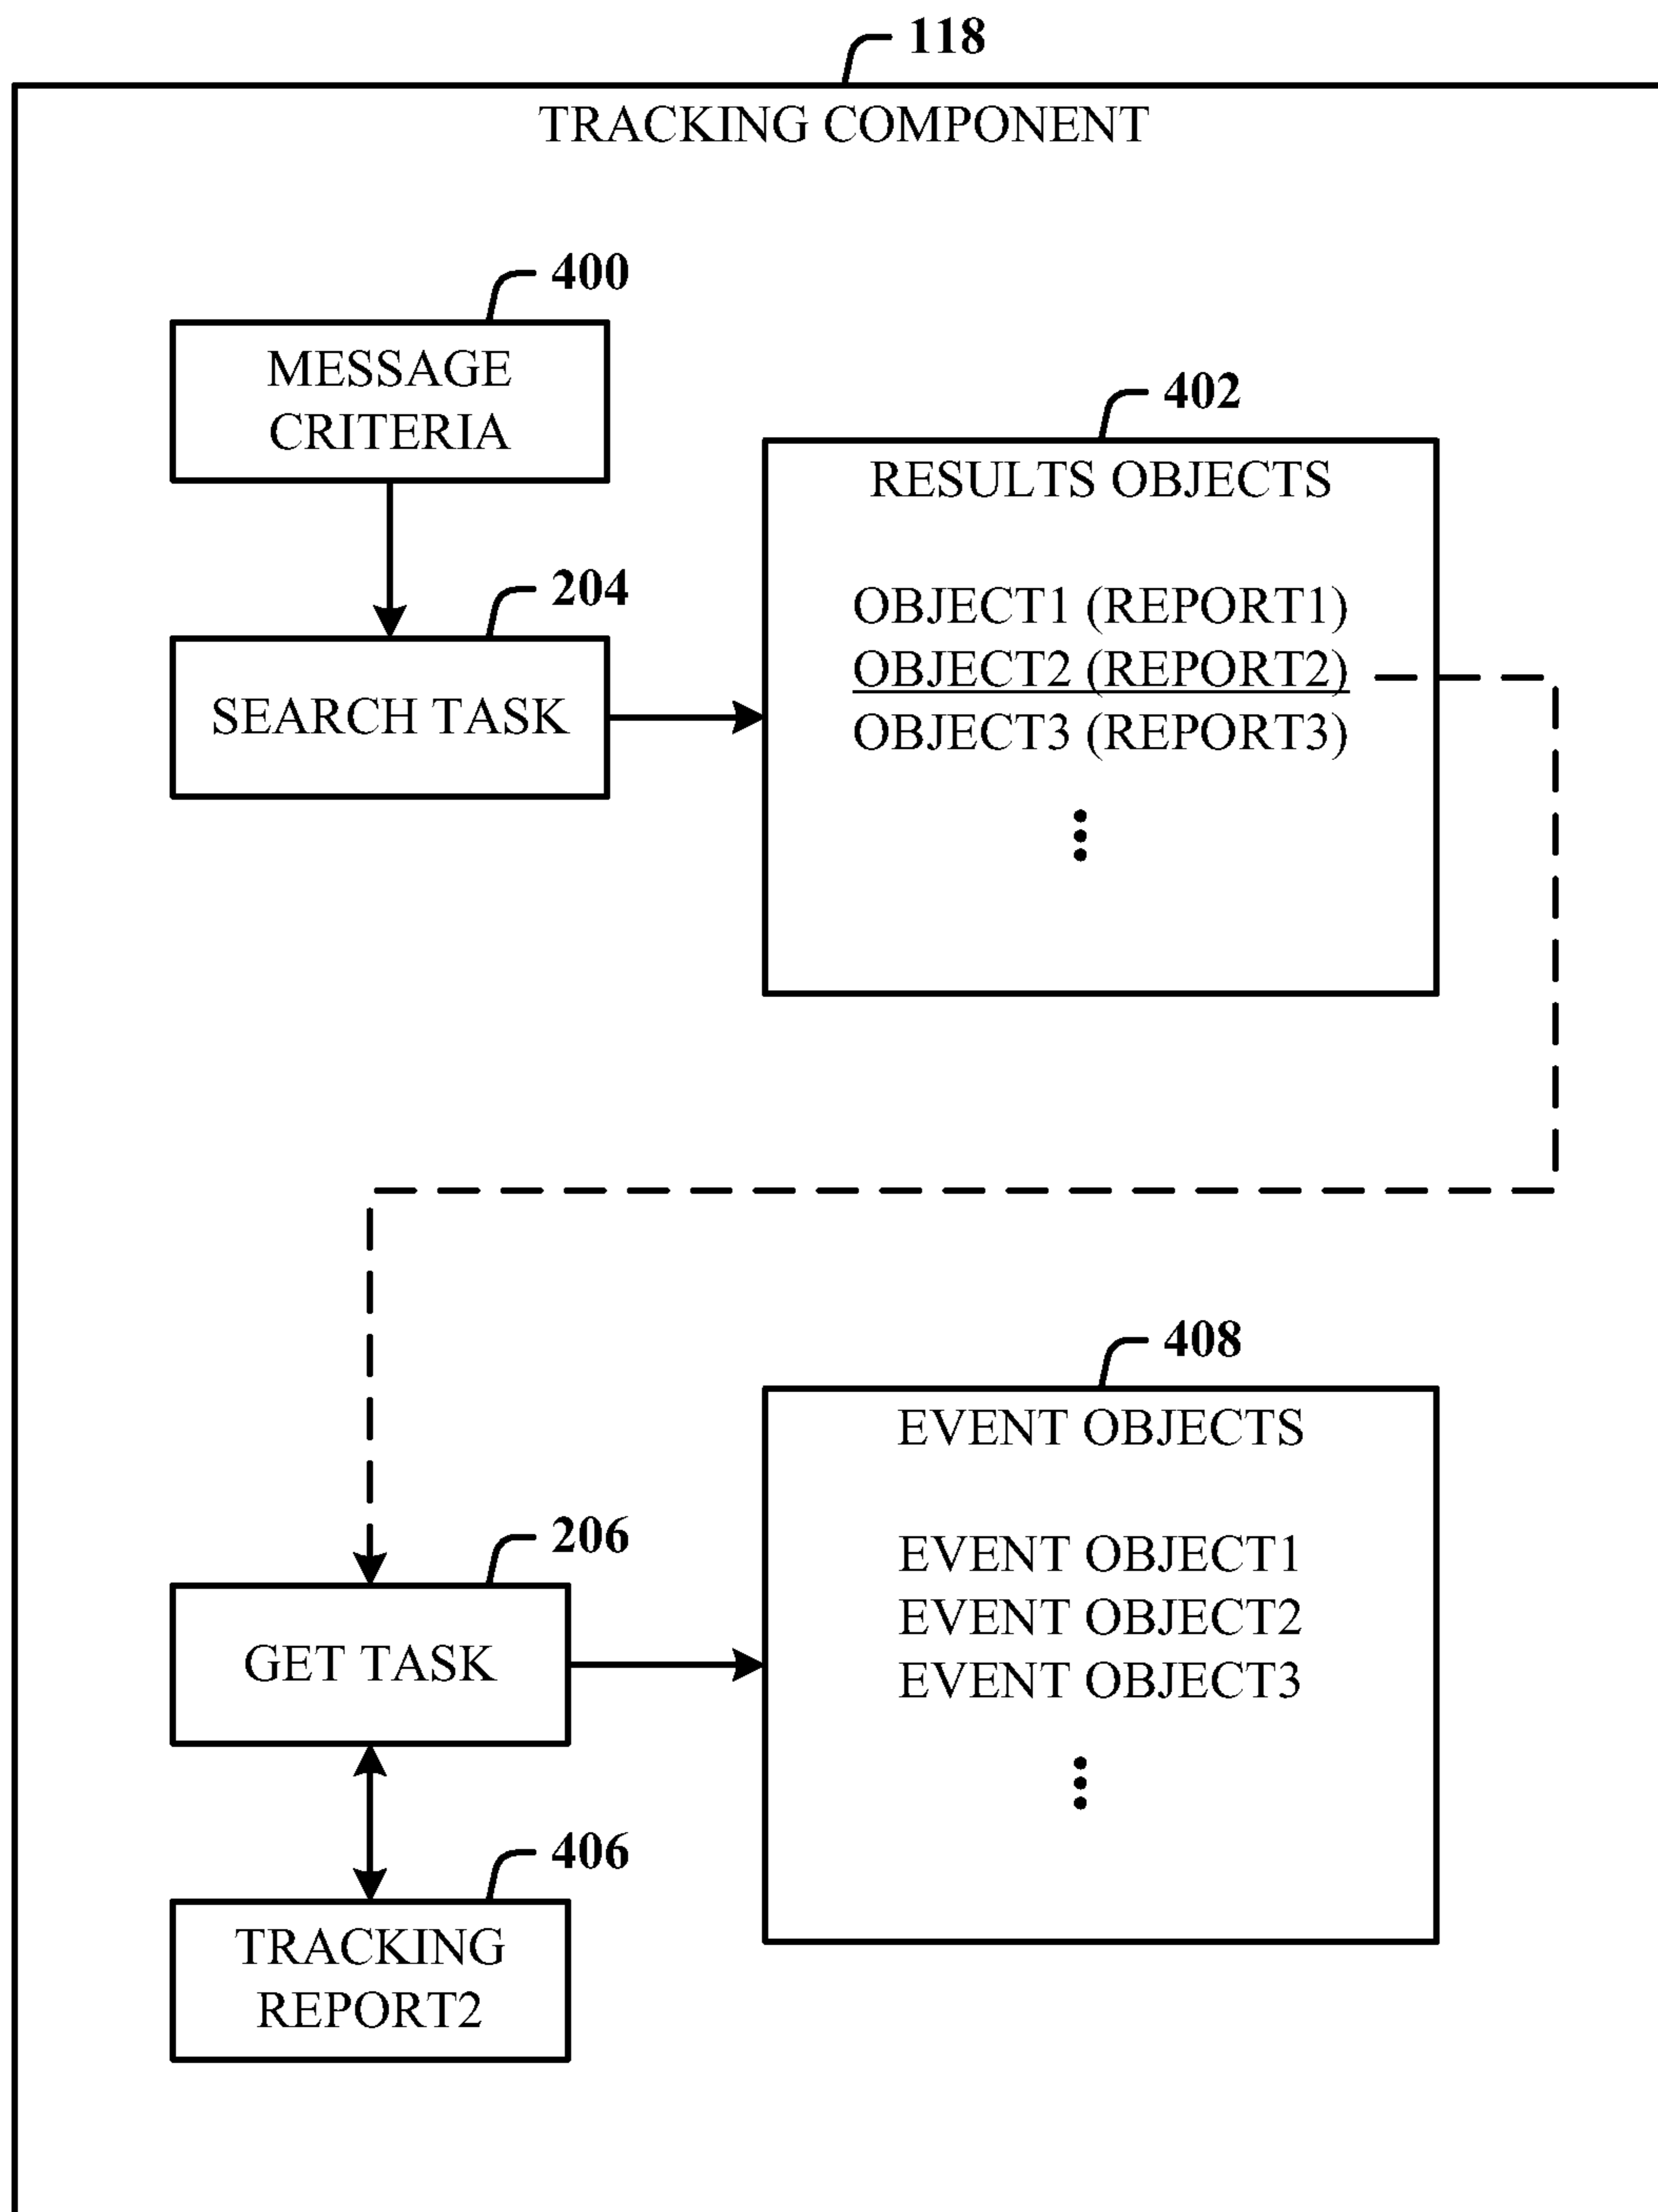 118
TRACKING COMPONENT
400
MESSAGE
CRITERIA
402
RESULTS OBJECTS
OBJECT1 (REPORT1)
OBJECT2 (REPORT2)
OBJECT3 (REPORT3)
204
SEARCH TASK
408
EVENT OBJECTS
EVENT OBJECT1
EVENT OBJECT2
EVENT OBJECT3
206
GET TASK
406
TRACKING
REPORT2